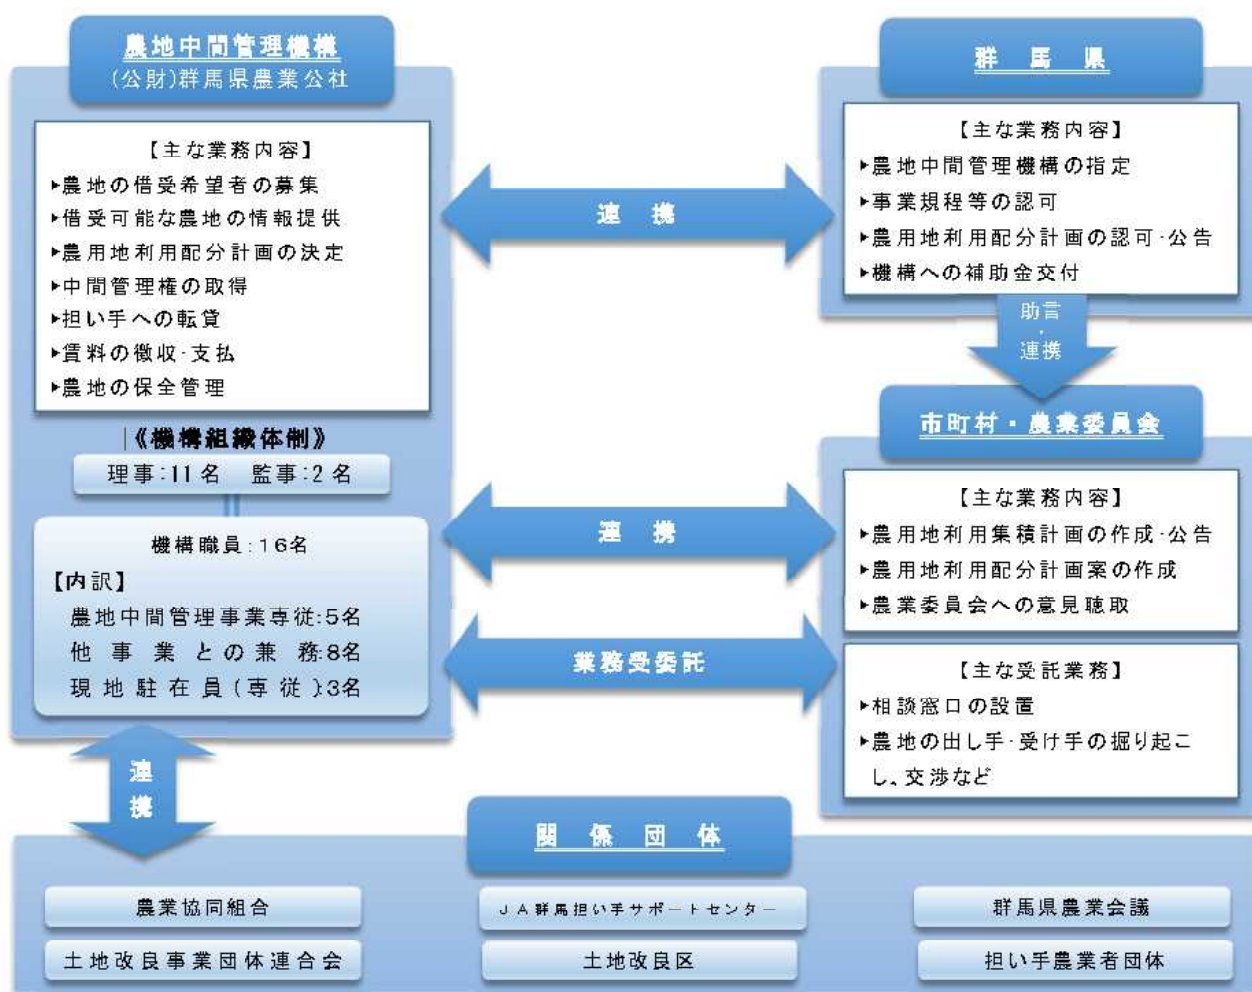 農地中間管理機構
(公財)群馬県農業公社
【主な業務内容】
▶農地の借受希望者の募集
▶借受可能な農地の情報提供
▶農用地利用配分計画の決定
▶中間管理権の取得
▶担い手への転貸
▶賃料の徴収･支払
▶農地の保全管理
《機構組織体制》
理事:11名 監事:2名
機構職員:16名
【内訳】
農地中間管理事業専従:5名
他事業との兼務:8名
現地駐在員(専従):3名
連携
連携
業務受委託
連携
群馬県
【主な業務内容】
▶農地中間管理機構の指定
▶事業規程等の認可
▶農用地利用配分計画の認可･公告
▶機構への補助金交付
助言
・
連携
市町村・農業委員会
【主な業務内容】
▶農用地利用集積計画の作成･公告
▶農用地利用配分計画案の作成
▶農業委員会への意見聴取
【主な受託業務】
▶相談窓口の設置
▶農地の出し手･受け手の掘り起こ
し、交渉など
関係団体
農業協同組合
JA群馬担い手サポートセンター
群馬県農業会議
土地改良事業団体連合会
土地改良区
担い手農業者団体